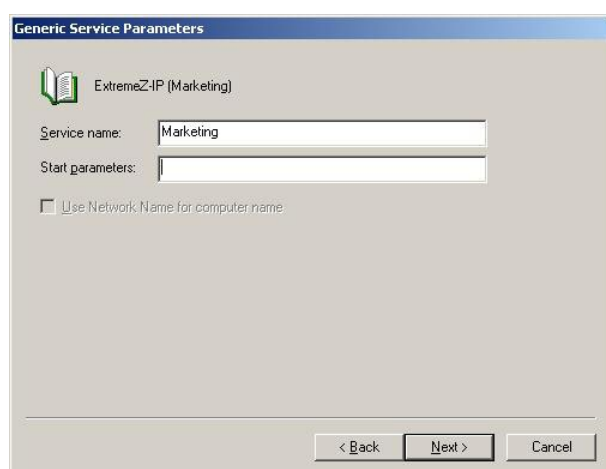 Generic Service Parameters
ExtremeZ-IP (Marketing)
Service name: Marketing
Start parameters:
Use Network Name for computer name
< Back Next > Cancel